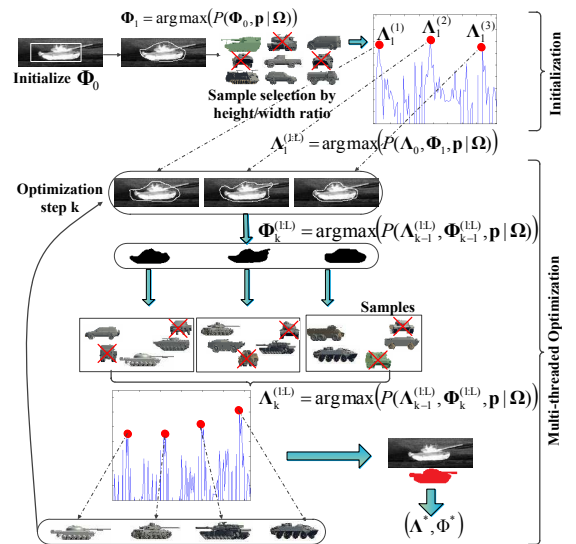 Φ₁ = argmax(P(Φ₀, p | Ω))
Initialize Φ₀
Sample selection by
height/width ratio
Λ₁⁽¹⁾ Λ₁⁽²⁾ Λ₁⁽³⁾
Initialization
Λ₁⁽¹:ᴸ⁾ = argmax(P(Λ₀, Φ₁, p | Ω))
Optimization
step k
Φₖ⁽¹:ᴸ⁾ = argmax(P(Λₖ₋₁⁽¹:ᴸ⁾, Φₖ₋₁⁽¹:ᴸ⁾, p | Ω))
Samples
Λₖ⁽¹:ᴸ⁾ = argmax(P(Λₖ₋₁⁽¹:ᴸ⁾, Φₖ⁽¹:ᴸ⁾, p | Ω))
Multi-threaded Optimization
(Λ*, Φ*)